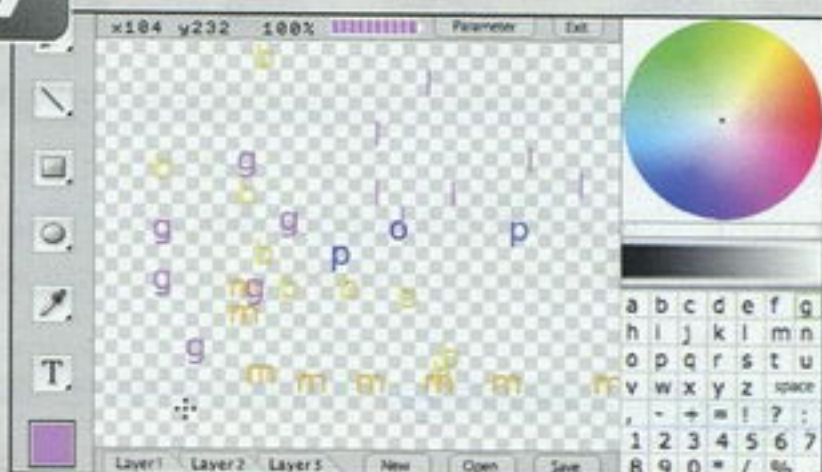 x184 y232 100% Parameter Exit
b
l
l
b g l
b l l l
g g o p
p b
g m g b b
m
g
m m m m m m
T
a b c d e f g
h i j k l m n
o p q r s t u
v w x y z space
, - + = ! ? :
1 2 3 4 5 6 7
8 9 0
Layer1 Layer2 Layer3 New Open Save